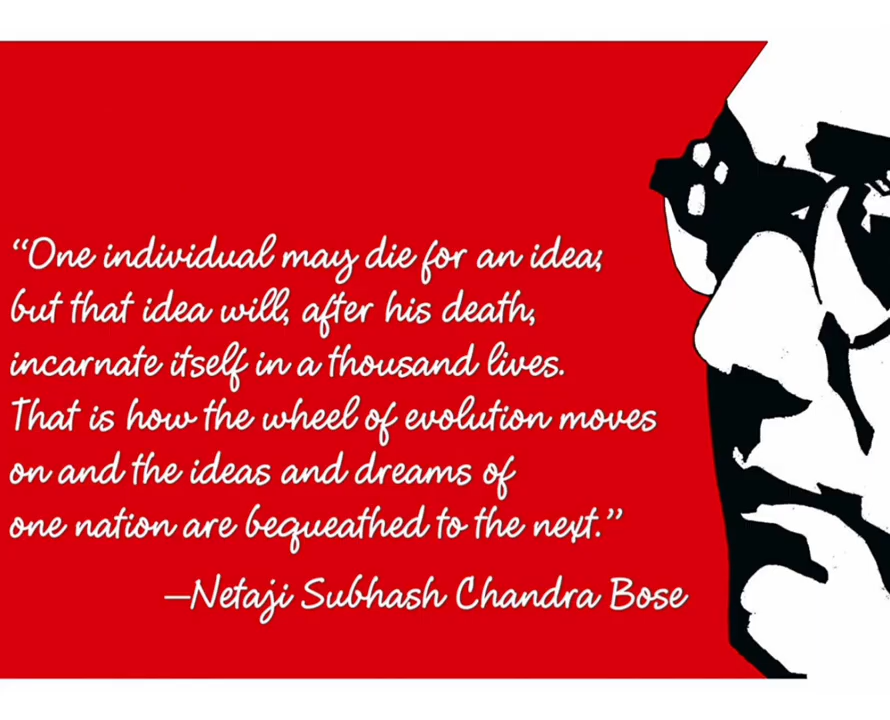 “One individual may die for an idea;
but that idea will, after his death,
incarnate itself in a thousand lives.
That is how the wheel of evolution moves
on and the ideas and dreams of
one nation are bequeathed to the next.”
—Netaji Subhash Chandra Bose